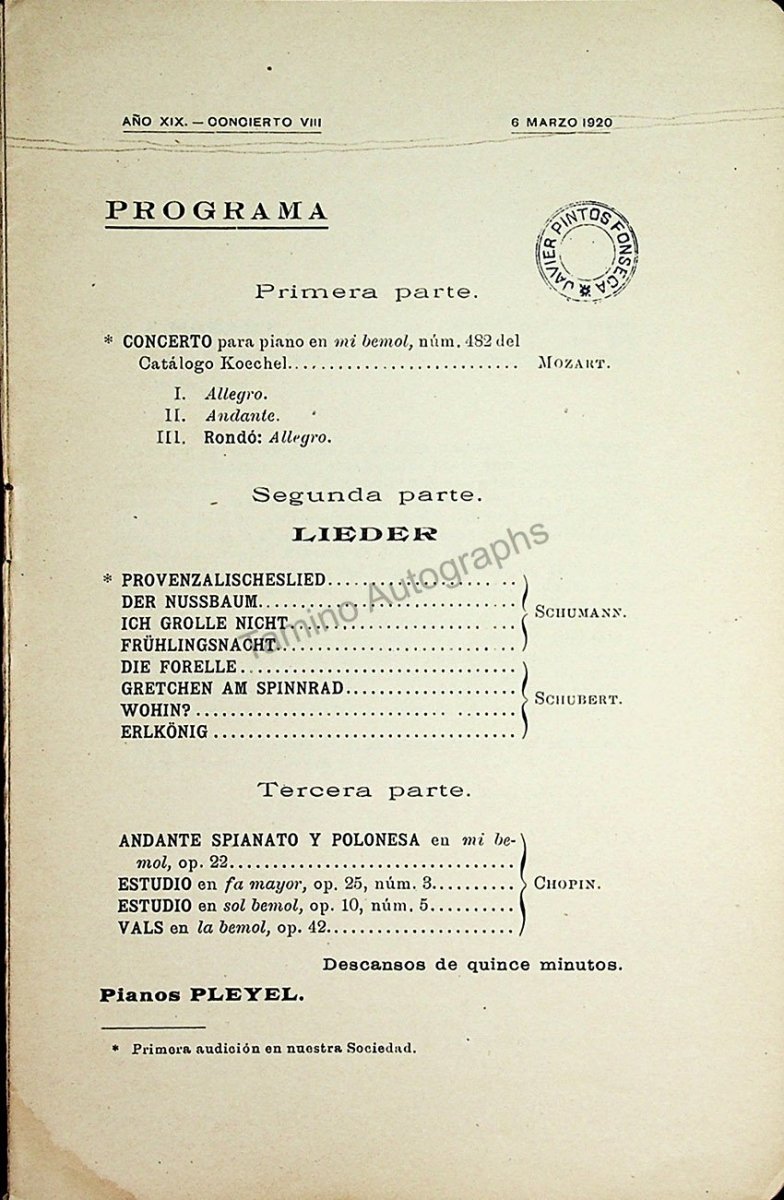 AÑO XIX. — CONCIERTO VIII 6 MARZO 1920
PROGRAMA
JAVIER PINTOS FONSECA
Primera parte.
* CONCERTO para piano en mi bemol, núm. 482 del
Catálogo Koechel........................... MOZART.
I. Allegro.
II. Andante.
III. Rondó: Allegro.
Segunda parte.
LIEDER
Tamino Autographs
* PROVENZALISCHESLIED...................... ..
DER NUSSBAUM...............................
ICH GROLLE NICHT........................ ... SCHUMANN.
FRÜHLINGSNACHT.............................
DIE FORELLE.................................
GRETCHEN AM SPINNRAD.....................
WOHIN?.............................. ....... SCHUBERT.
ERLKÖNIG....................................
Tercera parte.
ANDANTE SPIANATO Y POLONESA en mi be-
mol, op. 22..................................
ESTUDIO en fa mayor, op. 25, núm. 3.......... CHOPIN.
ESTUDIO en sol bemol, op. 10, núm. 5..........
VALS en la bemol, op. 42.......................
Descansos de quince minutos.
Pianos PLEYEL.
* Primera audición en nuestra Sociedad.